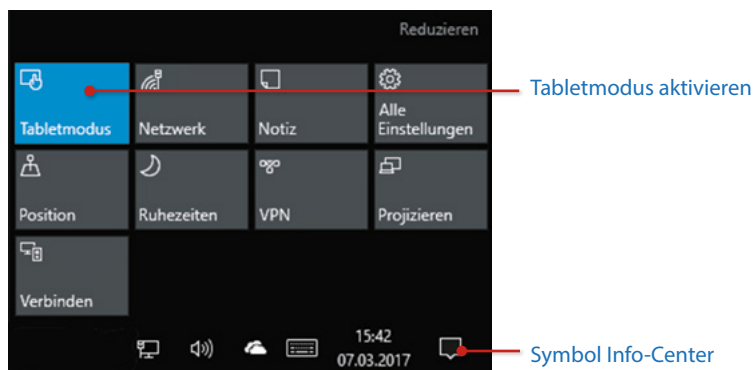 Reduzieren
Tabletmodus
Netzwerk
Notiz
Alle
Einstellungen
Tabletmodus aktivieren
Position
Ruhezeiten
VPN
Projizieren
Verbinden
15:42
07.03.2017
Symbol Info-Center